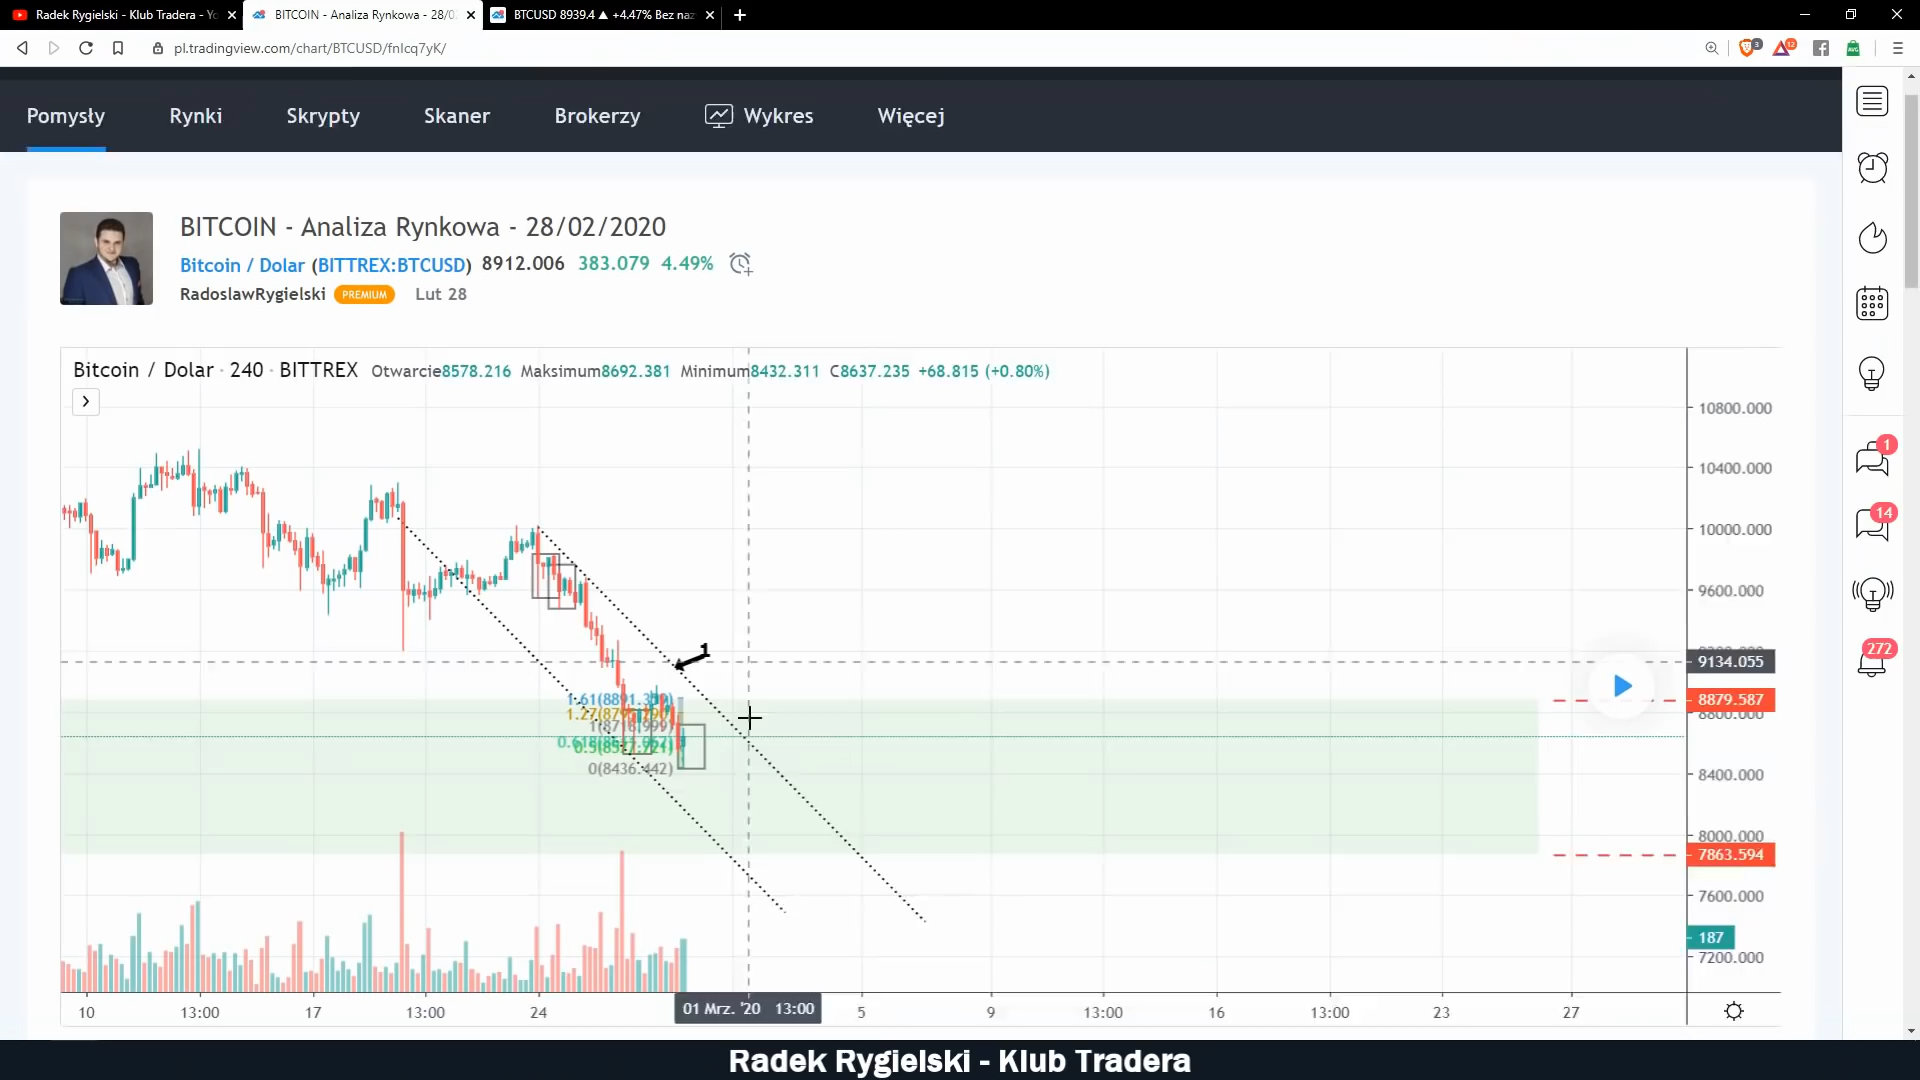 Radek Rygielski - Klub Tradera - Yo
BITCOIN - Analiza Rynkowa - 28/0
BTCUSD 8939.4 ▲ +4.47% Bez naz
pl.tradingview.com/chart/BTCUSD/fnIcq7yK/
3
12
Pomysły
Rynki
Skrypty
Skaner
Brokerzy
Wykres
Więcej
BITCOIN - Analiza Rynkowa - 28/02/2020
Bitcoin / Dolar (BITTREX:BTCUSD) 8912.006 383.079 4.49%
RadoslawRygielski PREMIUM Lut 28
Bitcoin / Dolar · 240 · BITTREX Otwarcie8578.216 Maksimum8692.381 Minimum8432.311 C8637.235 +68.815 (+0.80%)
10800.000
10400.000
10000.000
9600.000
1
9134.055
8879.587
8800.000
0(8436.442)
8400.000
8000.000
7863.594
7600.000
187
7200.000
10
13:00
17
13:00
24
01 Mrz. '20 13:00
5
9
13:00
16
13:00
23
27
1
14
272
Radek Rygielski - Klub Tradera